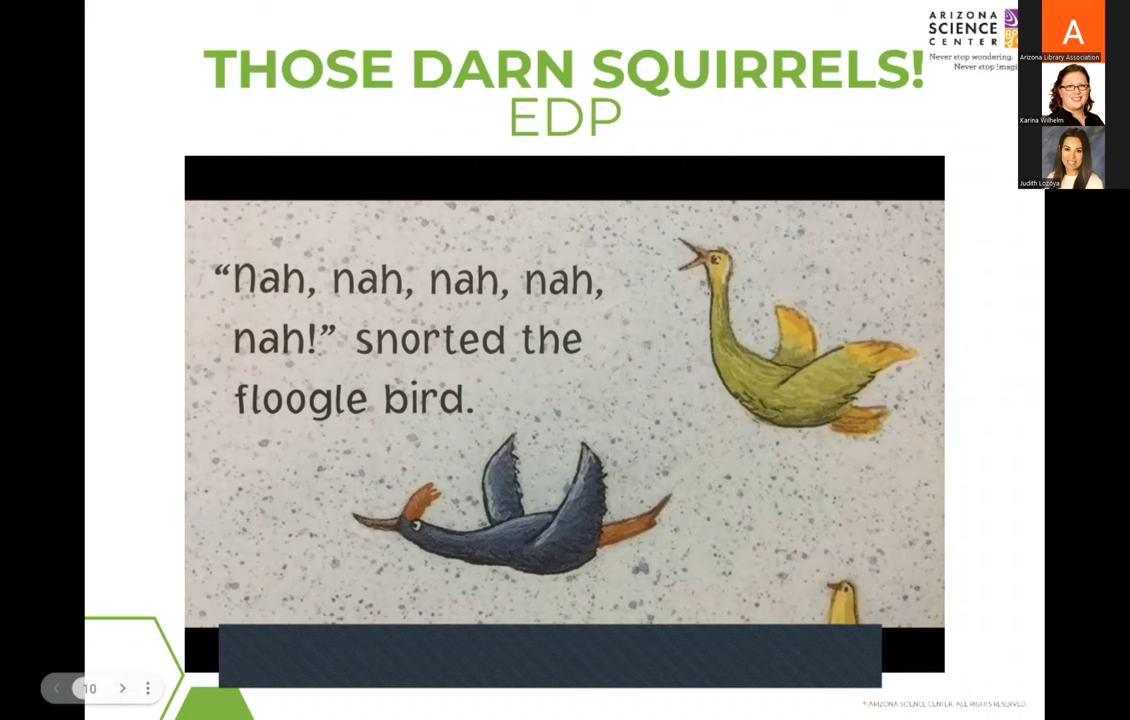 ARIZONA
SCIENCE
CENTER
Never stop wondering.
Never stop imagi
A
Arizona Library Association
Karina Wilhelm
Judith Lozoya
THOSE DARN SQUIRRELS!
EDP
“Nah, nah, nah, nah,
nah!” snorted the
floogle bird.
10
© ARIZONA SCIENCE CENTER. ALL RIGHTS RESERVED.